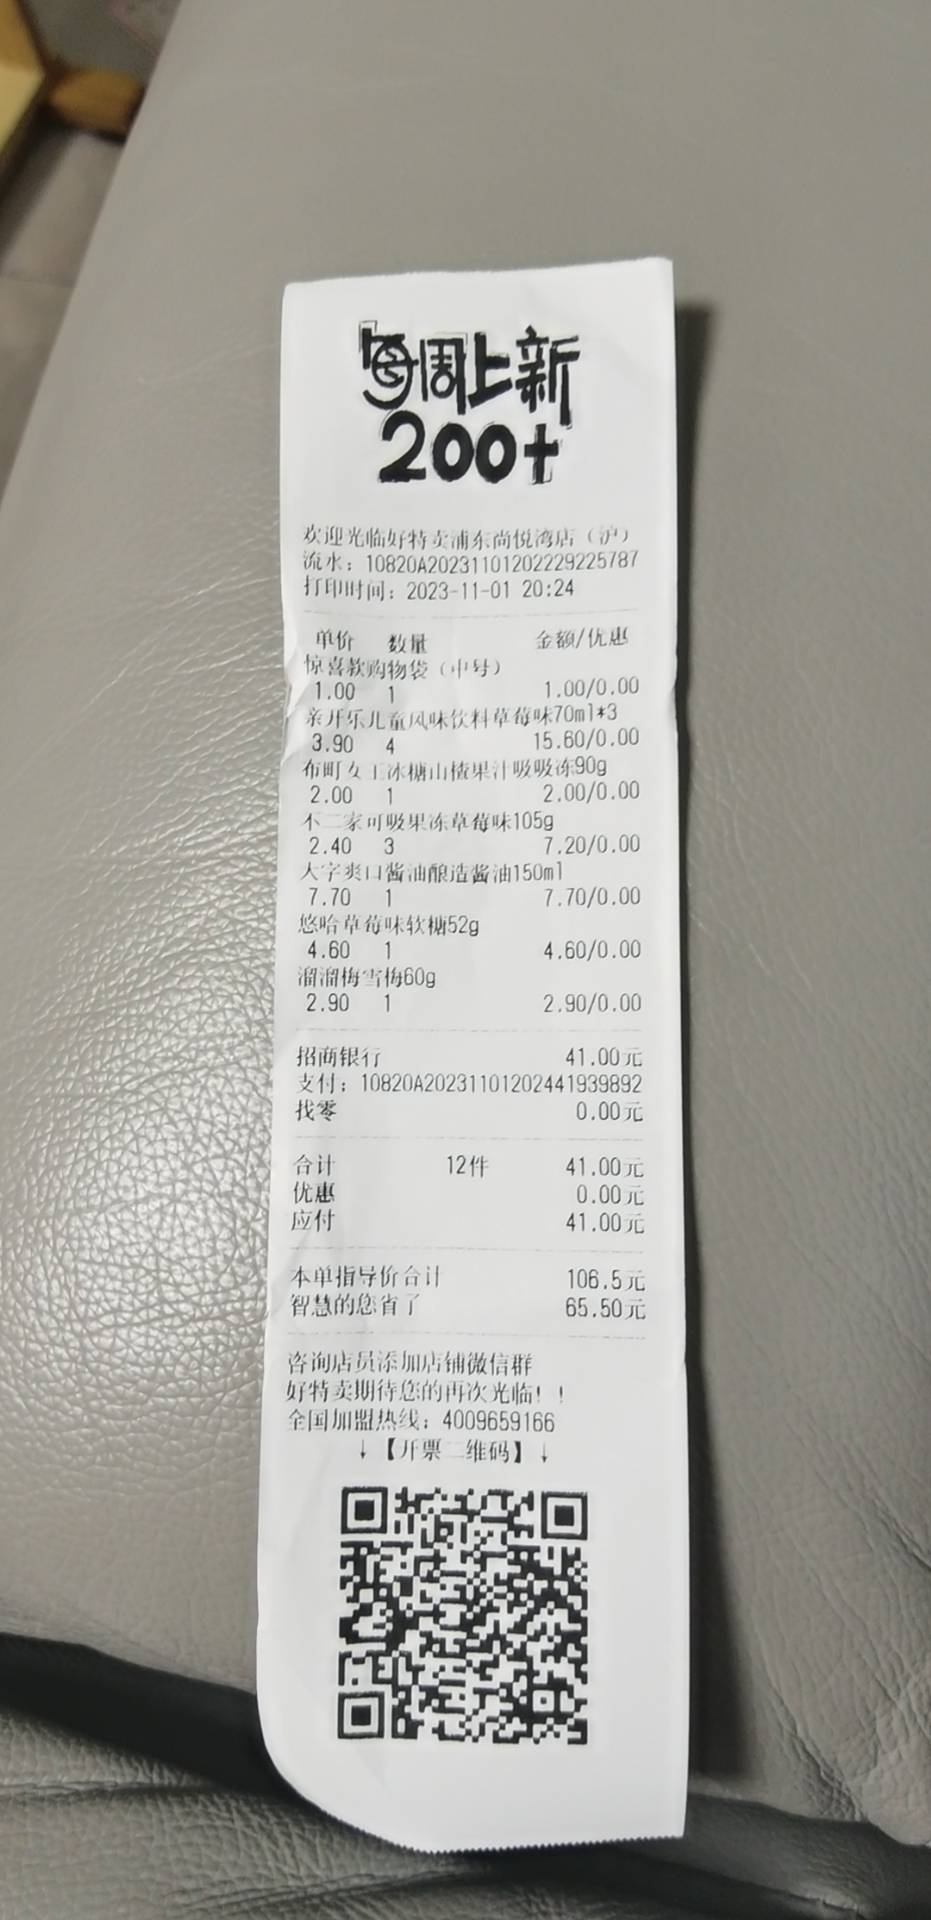 每周上新
200+
欢迎光临好特卖浦东尚悦湾店（沪）
流水：10820A20231101202229225787
打印时间：2023-11-01 20:24
单价 数量 金额/优惠
惊喜款购物袋（中号）
1.00 1 1.00/0.00
亲开乐儿童风味饮料草莓味70ml*3
3.90 4 15.60/0.00
布町女王冰糖山楂果汁吸吸冻90g
2.00 1 2.00/0.00
不二家可吸果冻草莓味105g
2.40 3 7.20/0.00
大字爽口酱油酿造酱油150ml
7.70 1 7.70/0.00
悠哈草莓味软糖52g
4.60 1 4.60/0.00
溜溜梅雪梅60g
2.90 1 2.90/0.00
招商银行 41.00元
支付：10820A20231101202441939892
找零 0.00元
合计 12件 41.00元
优惠 0.00元
应付 41.00元
本单指导价合计 106.5元
智慧的您省了 65.50元
咨询店员添加店铺微信群
好特卖期待您的再次光临！！
全国加盟热线：4009659166
↓【开票二维码】↓